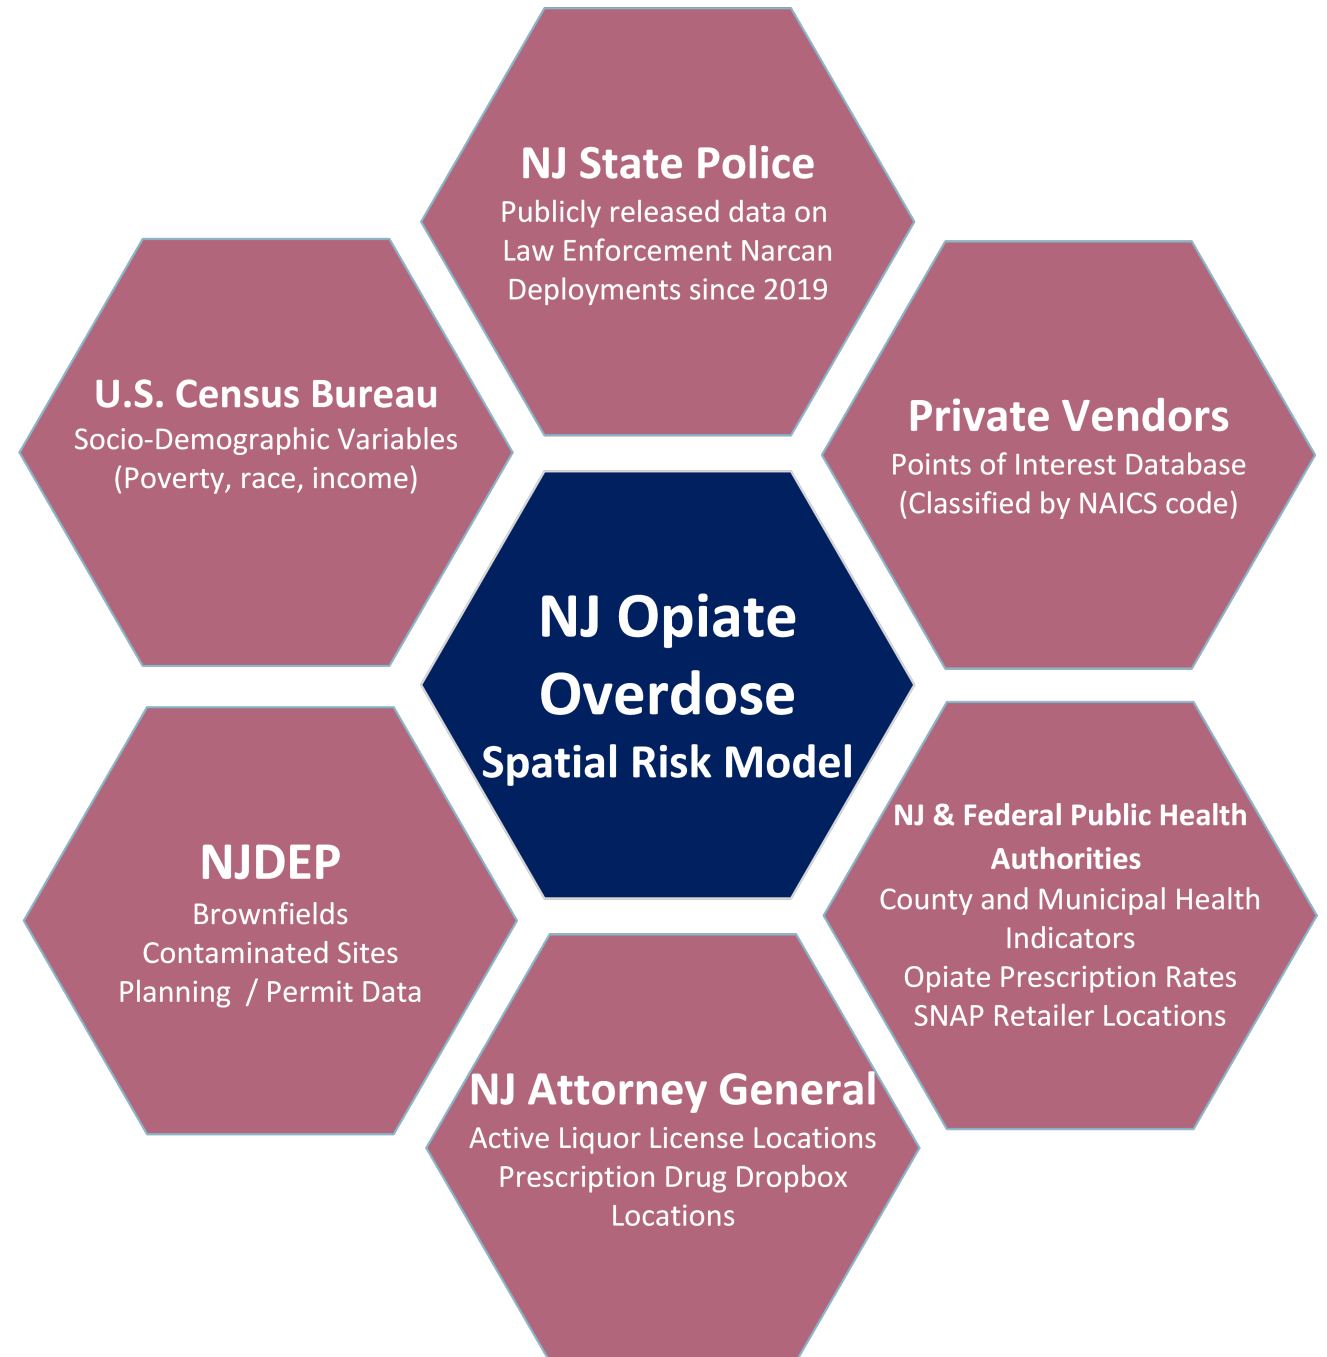 NJ State Police
Publicly released data on
Law Enforcement Narcan
Deployments since 2019
U.S. Census Bureau
Socio-Demographic Variables
(Poverty, race, income)
Private Vendors
Points of Interest Database
(Classified by NAICS code)
NJ Opiate
Overdose
Spatial Risk Model
NJDEP
Brownfields
Contaminated Sites
Planning / Permit Data
NJ & Federal Public Health
Authorities
County and Municipal Health
Indicators
Opiate Prescription Rates
SNAP Retailer Locations
NJ Attorney General
Active Liquor License Locations
Prescription Drug Dropbox
Locations